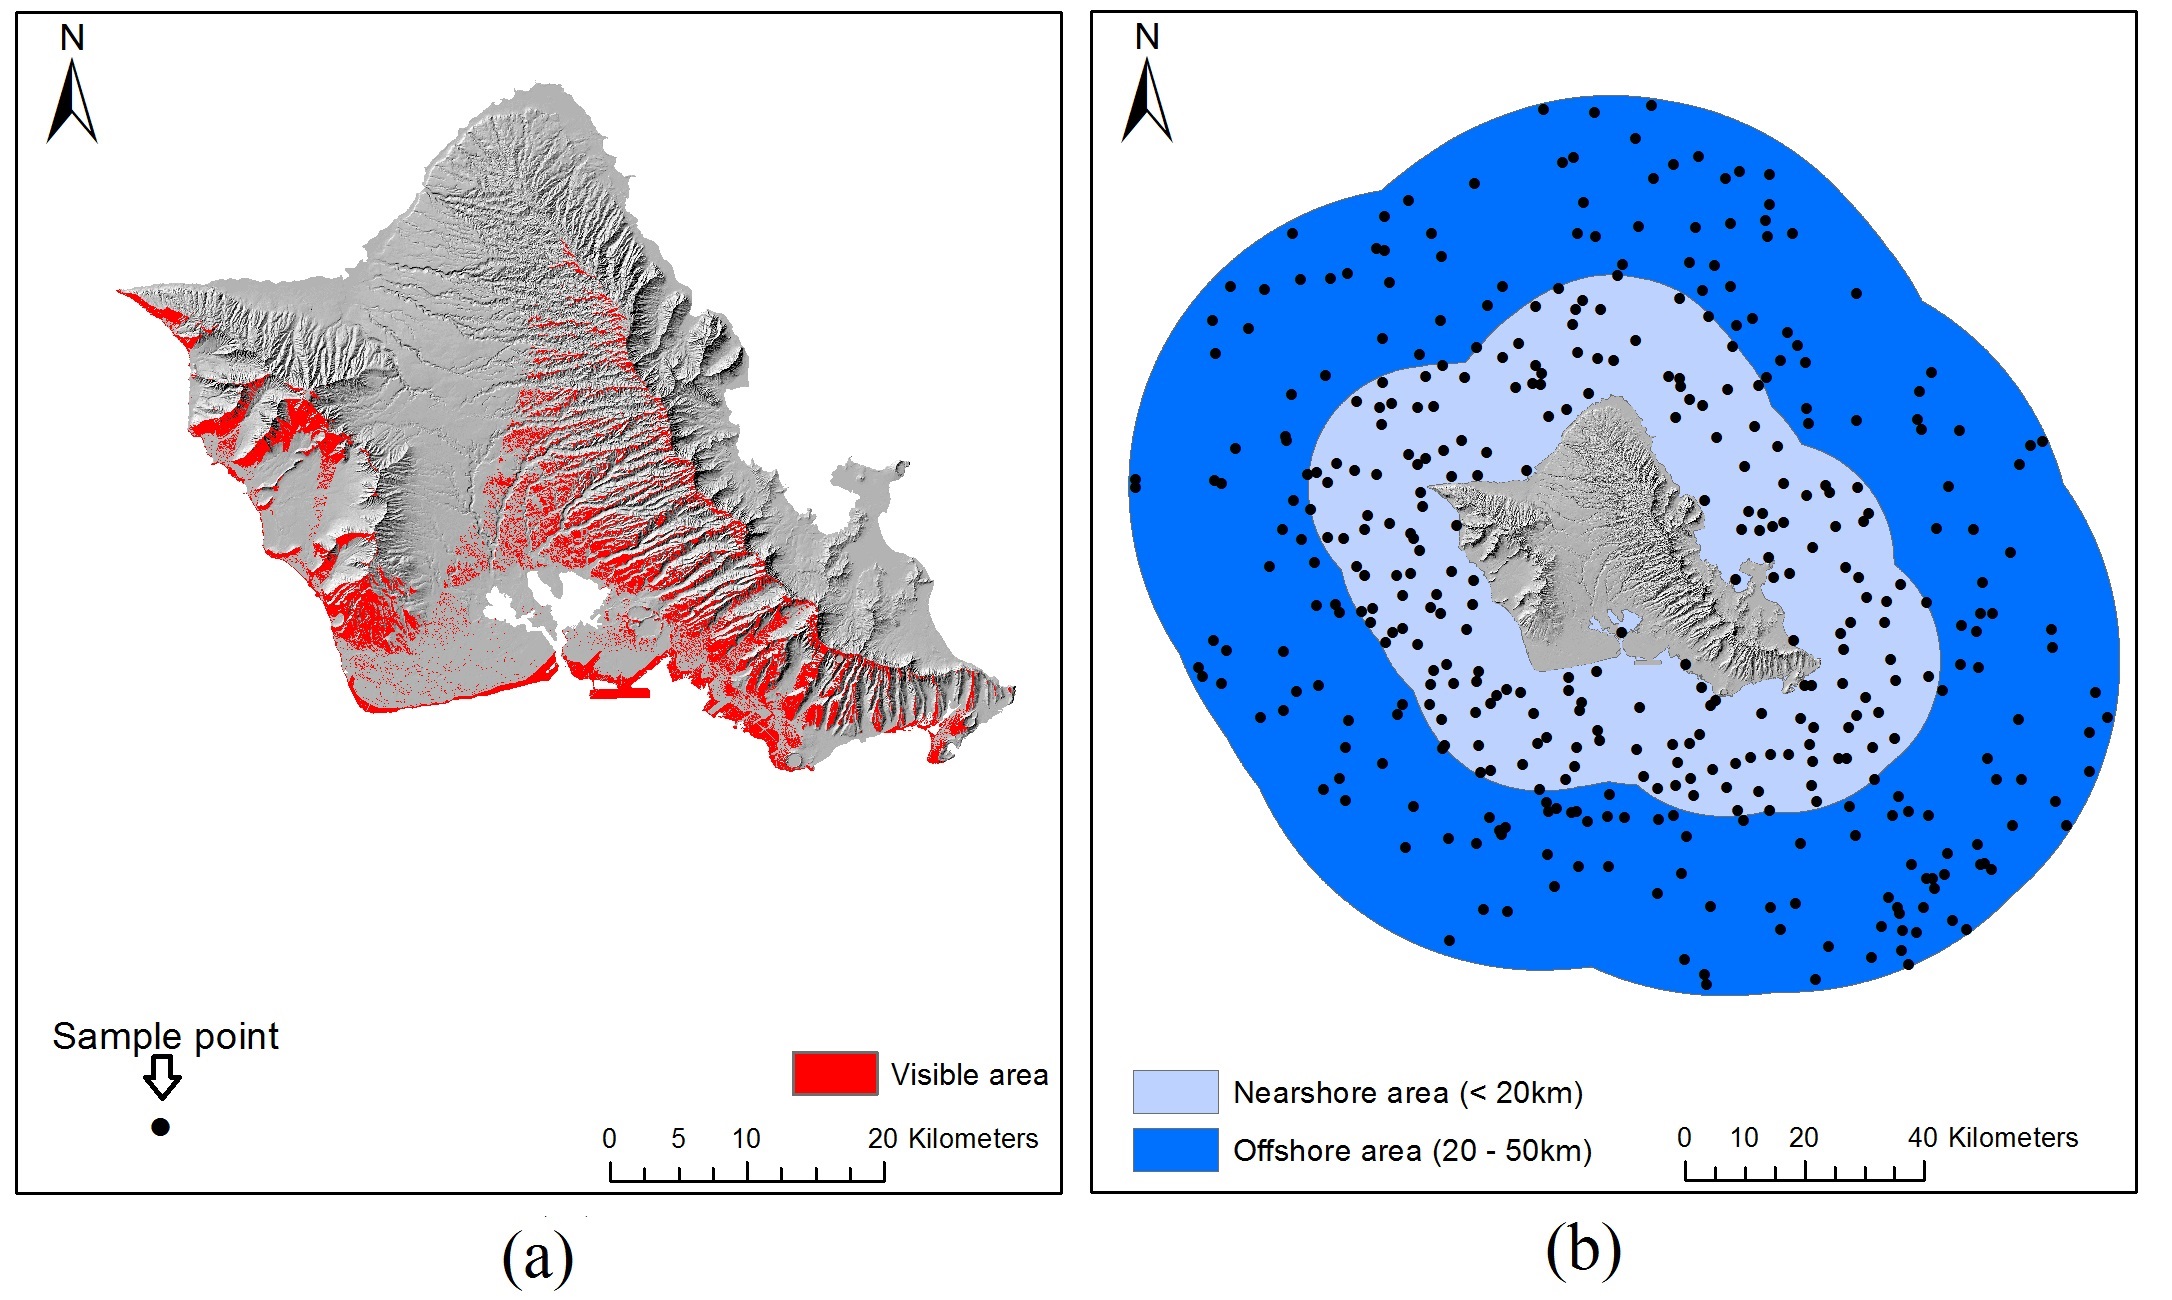 N
Sample point
Visible area
0 5 10 20 Kilometers
(a)
N
Nearshore area (< 20km)
Offshore area (20 - 50km)
0 10 20 40 Kilometers
(b)